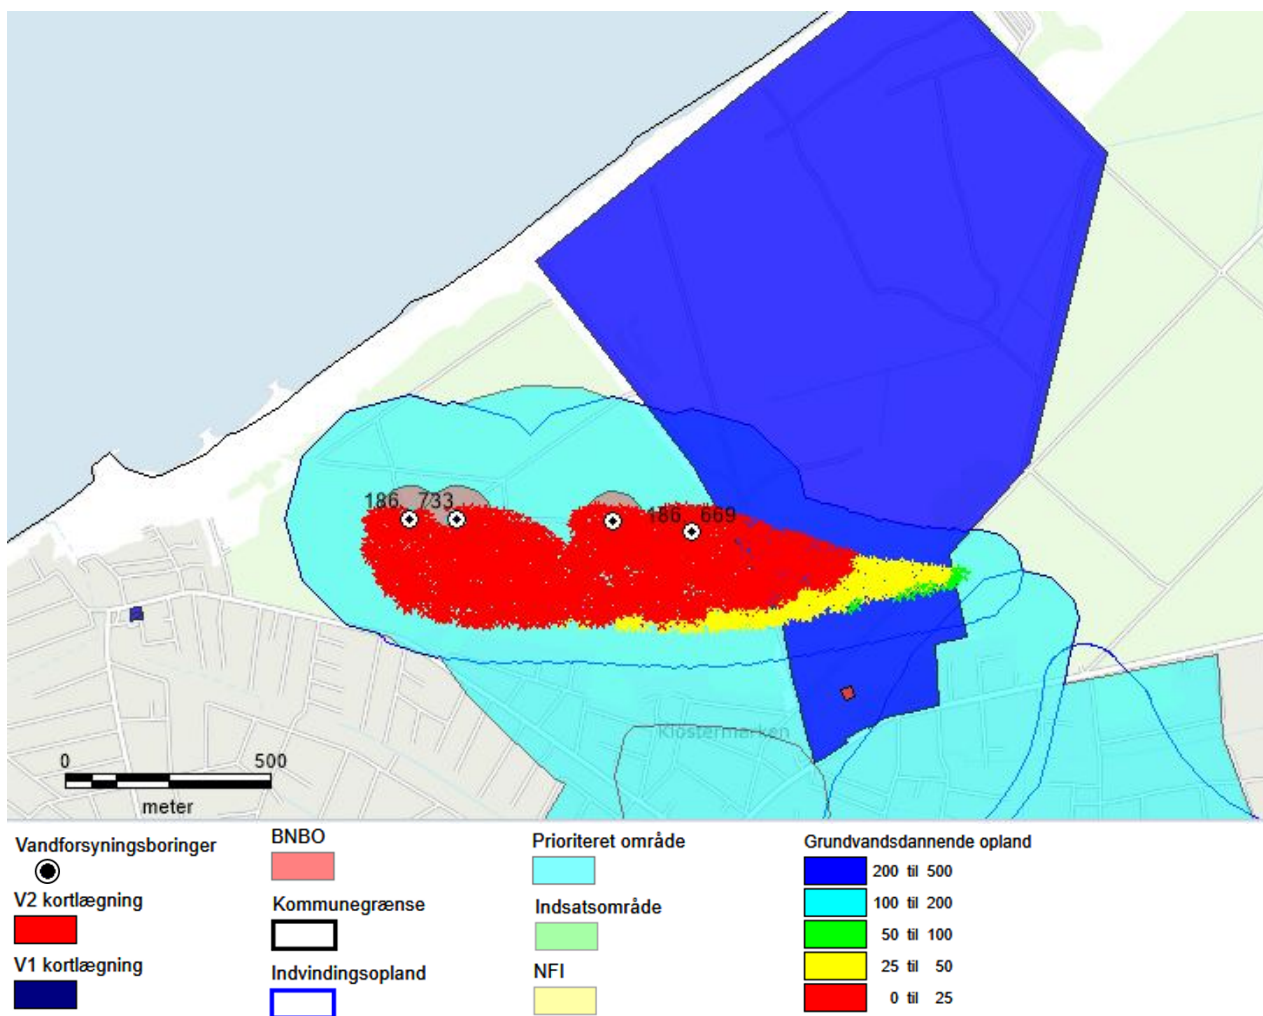 186. 733
186. 669
Klostermarken
0 500
meter
Vandforsyningsboringer
V2 kortlægning
V1 kortlægning
BNBO
Kommunegrænse
Indvindingsopland
Prioriteret område
Indsatsområde
NFI
Grundvandsdannende opland
200 til 500
100 til 200
50 til 100
25 til 50
0 til 25